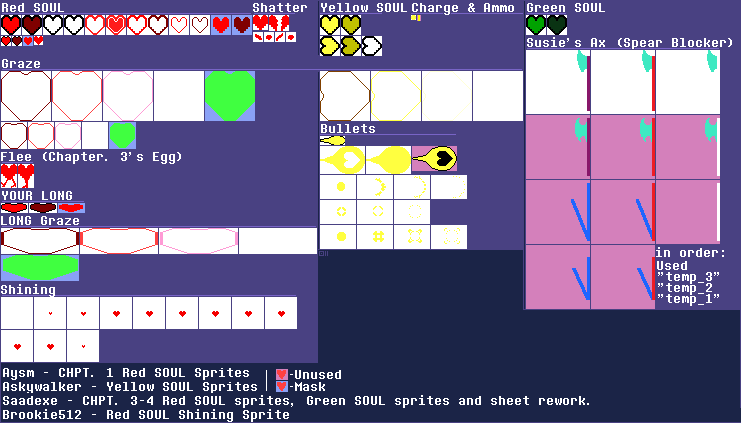 Red SOUL
Shatter
Yellow SOUL
Charge & Ammo
Green SOUL
Susie's Ax (Spear Blocker)
Graze
Bullets
Flee (Chapter. 3's Egg)
YOUR LONG
LONG Graze
Shining
in order:
Used
"temp_3"
"temp_2
"temp_1"
Aysm - CHPT. 1 Red SOUL Sprites
-Unused
Askywalker - Yellow SOUL Sprites
-Mask
Saadexe - CHPT. 3-4 Red SOUL sprites, Green SOUL sprites and sheet rework.
Brookie512 - Red SOUL Shining Sprite